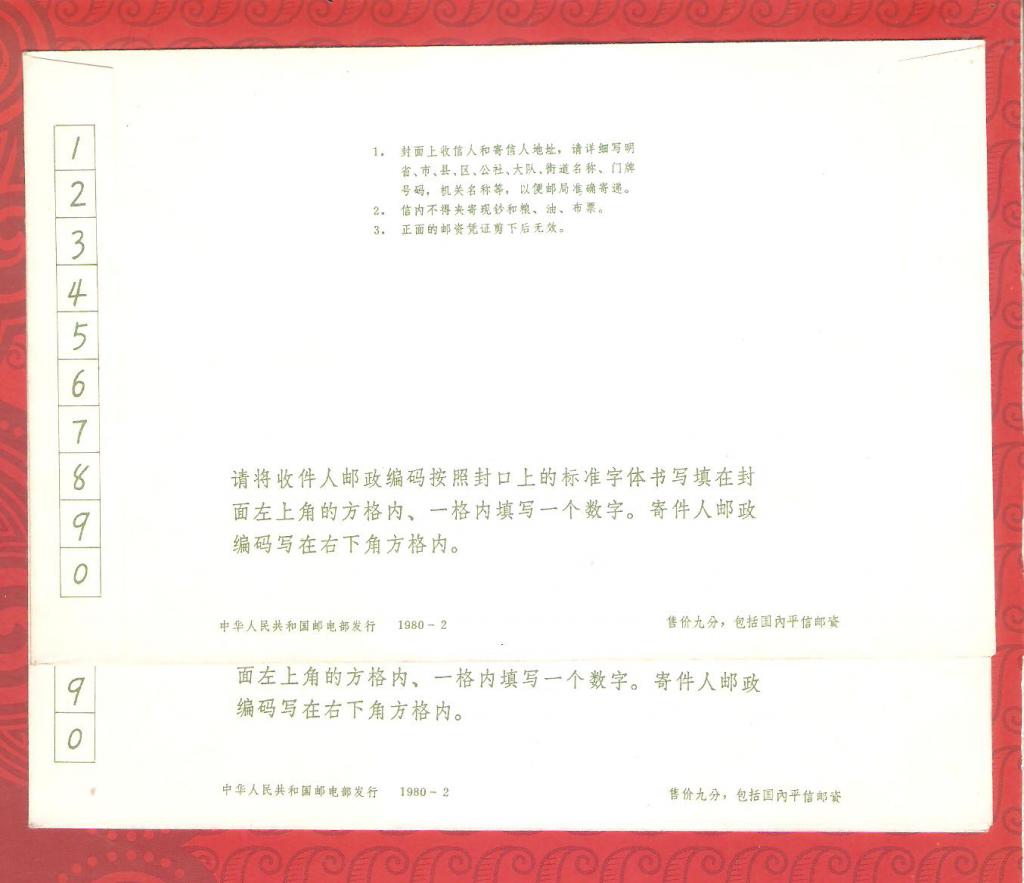 1
2
3
4
5
6
7
8
9
0
1. 封面上收信人和寄信人地址,请详细写明
省、市、县、区、公社、大队、街道名称、门牌
号码,机关名称等,以便邮局准确寄递。
2. 信内不得夹寄现钞和粮、油、布票。
3. 正面的邮资凭证剪下后无效。
请将收件人邮政编码按照封口上的标准字体书写填在封
面左上角的方格内、一格内填写一个数字。寄件人邮政
编码写在右下角方格内。
中华人民共和国邮电部发行 1980-2
售价九分,包括国内平信邮资
9
0
面左上角的方格内、一格内填写一个数字。寄件人邮政
编码写在右下角方格内。
中华人民共和国邮电部发行 1980-2
售价九分,包括国内平信邮资